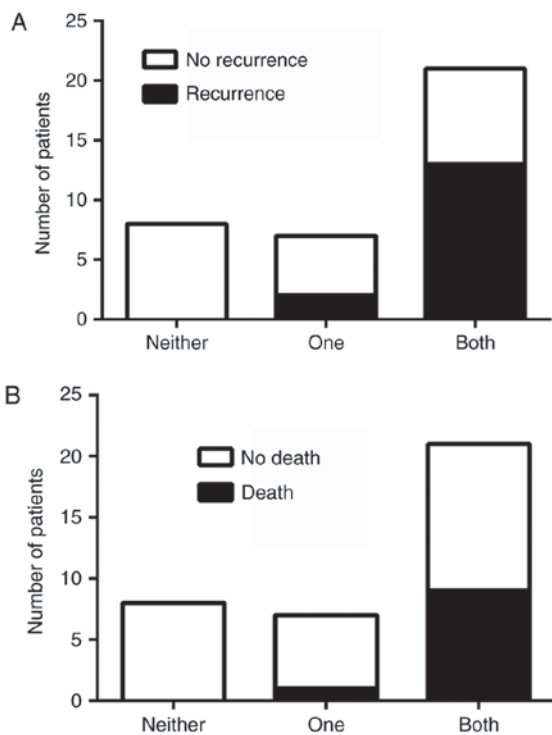 A
25
20
15
10
5
0
Number of patients
No recurrence
Recurrence
Neither One Both
B
25
20
15
10
5
0
Number of patients
No death
Death
Neither One Both